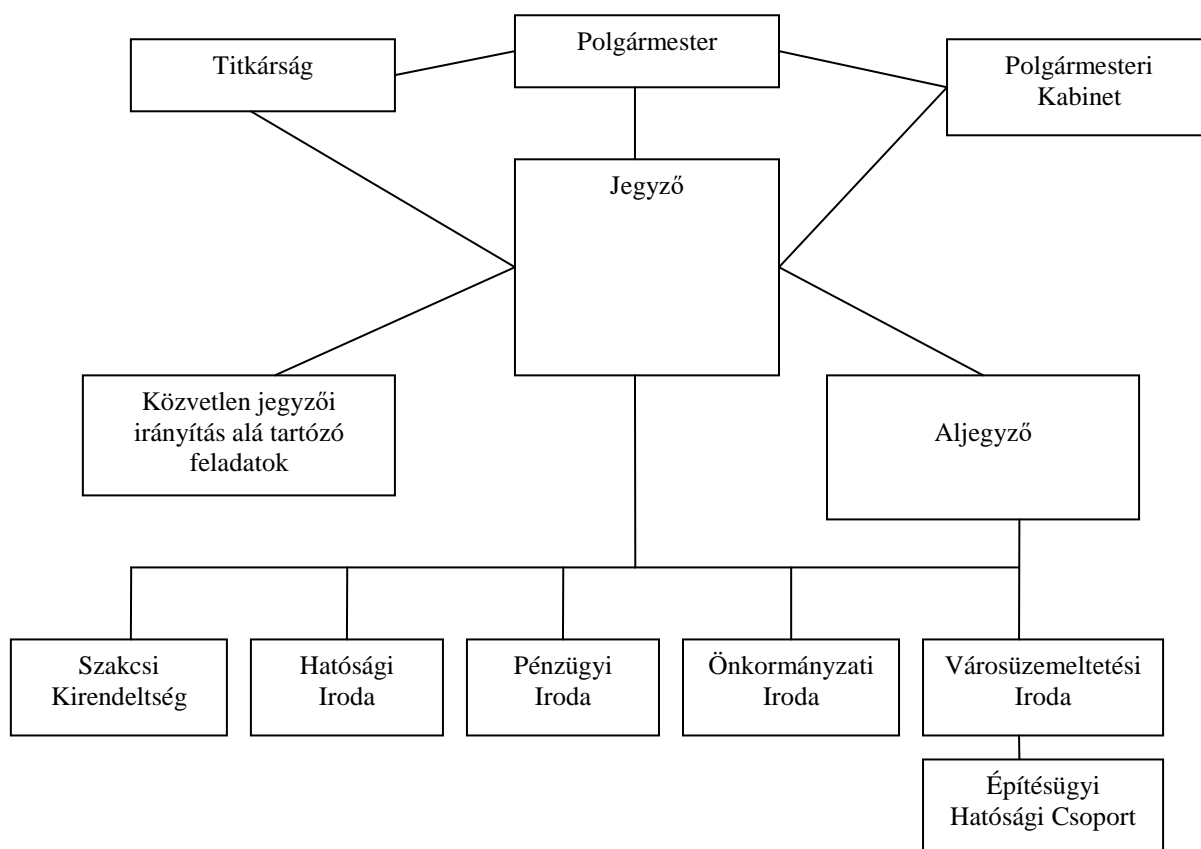 Titkárság
Polgármester
Polgármesteri
Kabinet
Jegyző
Közvetlen jegyzői
irányítás alá tartózó
feladatok
Aljegyző
Szakcsi
Kirendeltség
Hatósági
Iroda
Pénzügyi
Iroda
Önkormányzati
Iroda
Városüzemeltetési
Iroda
Építésügyi
Hatósági Csoport